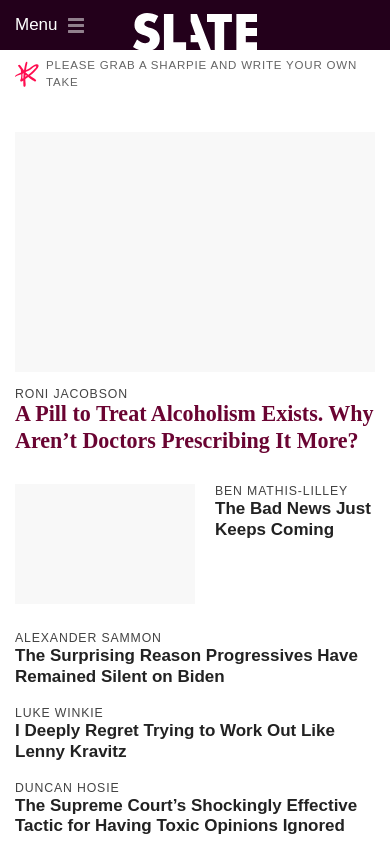 Menu
SLATE
PLEASE GRAB A SHARPIE AND WRITE YOUR OWN
TAKE
RONI JACOBSON
A Pill to Treat Alcoholism Exists. Why
Aren’t Doctors Prescribing It More?
BEN MATHIS-LILLEY
The Bad News Just
Keeps Coming
ALEXANDER SAMMON
The Surprising Reason Progressives Have
Remained Silent on Biden
LUKE WINKIE
I Deeply Regret Trying to Work Out Like
Lenny Kravitz
DUNCAN HOSIE
The Supreme Court’s Shockingly Effective
Tactic for Having Toxic Opinions Ignored